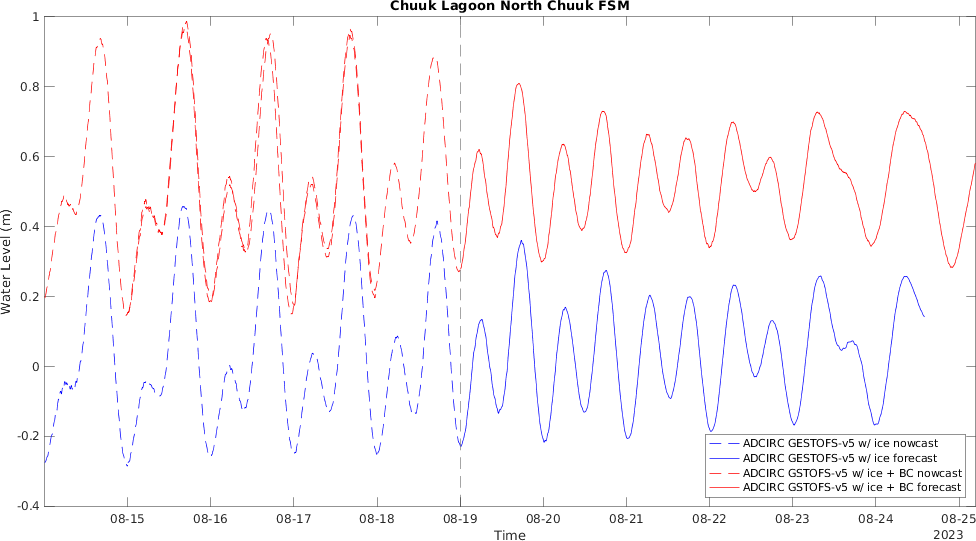 Chuuk Lagoon North Chuuk FSM
1
0.8
0.6
0.4
0.2
0
-0.2
-0.4
Water Level (m)
ADCIRC GESTOFS-v5 w/ ice nowcast
ADCIRC GESTOFS-v5 w/ ice forecast
ADCIRC GSTOFS-v5 w/ ice + BC nowcast
ADCIRC GSTOFS-v5 w/ ice + BC forecast
08-15 08-16 08-17 08-18 08-19 08-20 08-21 08-22 08-23 08-24 08-25
Time
2023